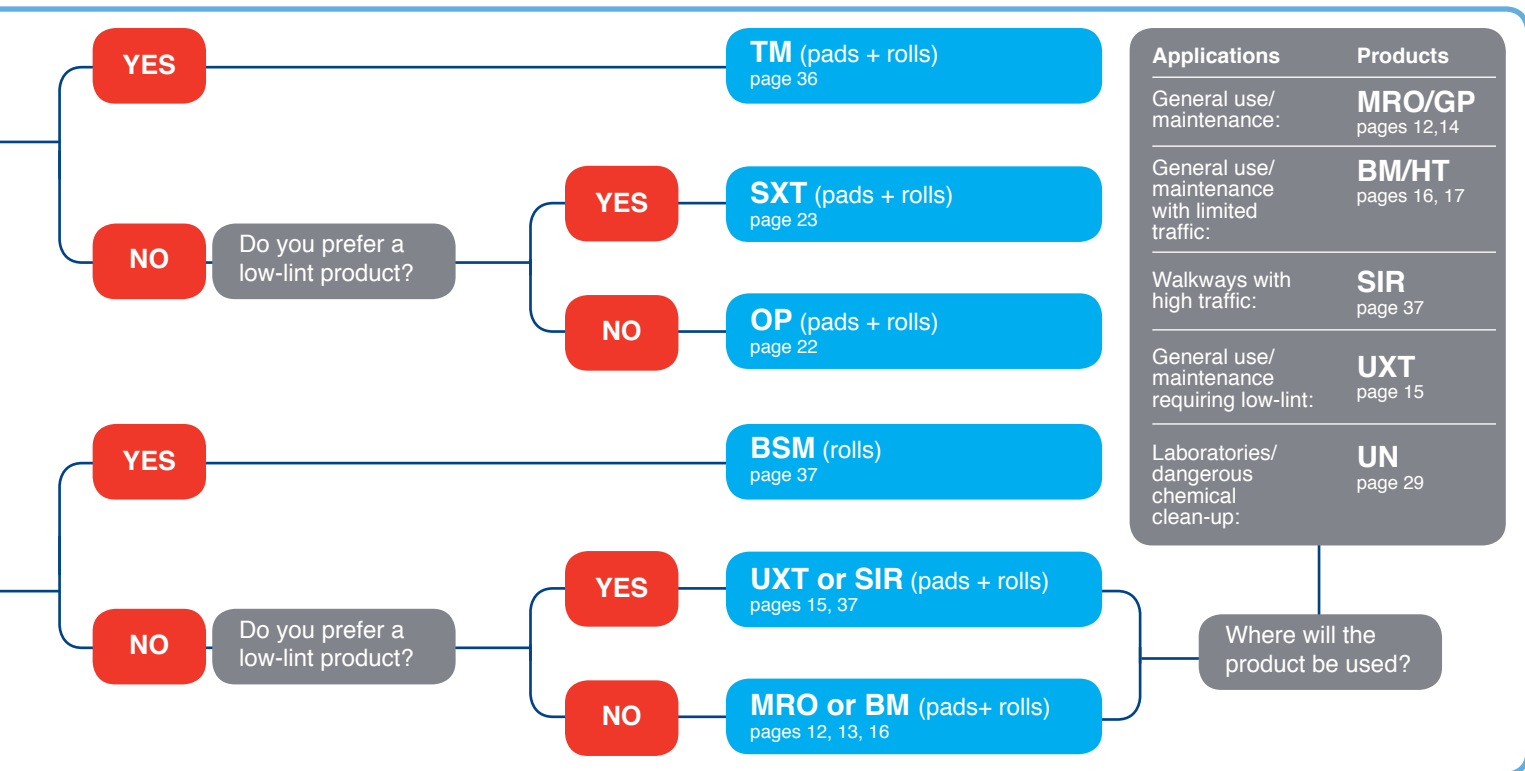 YES
TM (pads + rolls)
page 36
NO
Do you prefer a
low-lint product?
YES
SXT (pads + rolls)
page 23
NO
OP (pads + rolls)
page 22
YES
BSM (rolls)
page 37
NO
Do you prefer a
low-lint product?
YES
UXT or SIR (pads + rolls)
pages 15, 37
NO
MRO or BM (pads+ rolls)
pages 12, 13, 16
Where will the
product be used?
Applications Products
General use/
maintenance:
MRO/GP
pages 12,14
General use/
maintenance
with limited
traffic:
BM/HT
pages 16, 17
Walkways with
high traffic:
SIR
page 37
General use/
maintenance
requiring low-lint:
UXT
page 15
Laboratories/
dangerous
chemical
clean-up:
UN
page 29